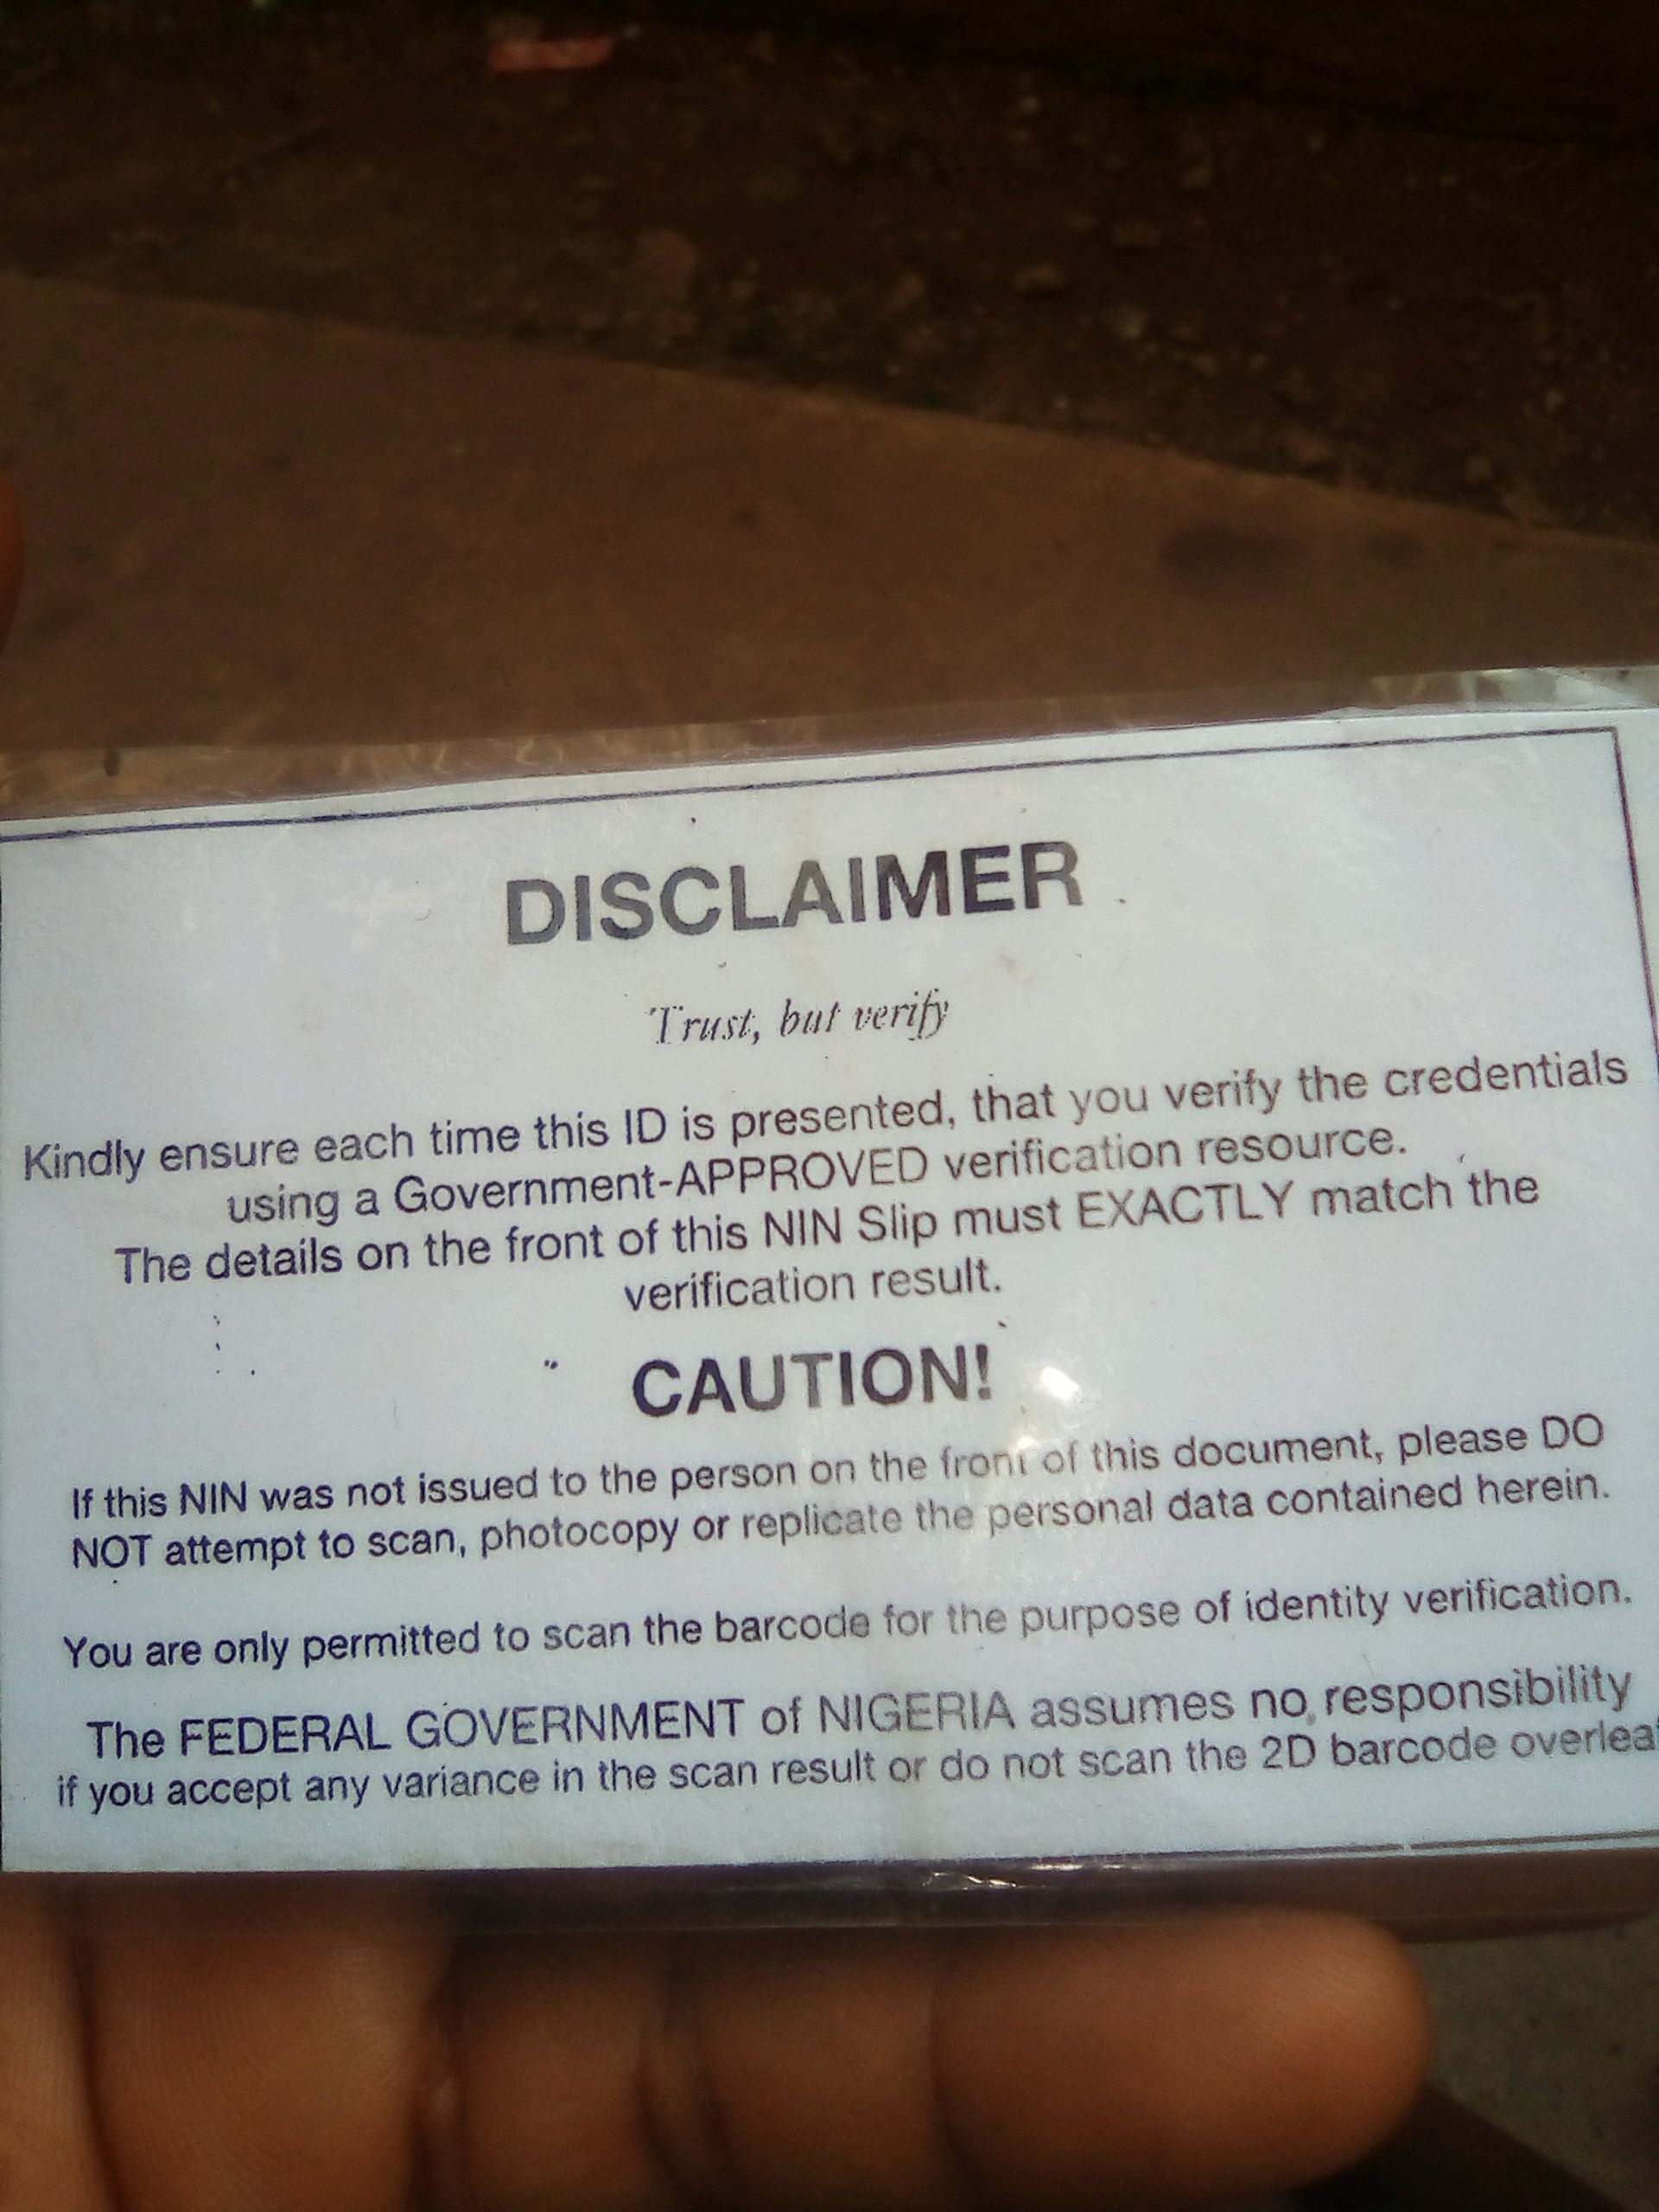 DISCLAIMER
Trust, but verify
Kindly ensure each time this ID is presented, that you verify the credentials
using a Government-APPROVED verification resource.
The details on the front of this NIN Slip must EXACTLY match the
verification result.
CAUTION!
If this NIN was not issued to the person on the front of this document, please DO
NOT attempt to scan, photocopy or replicate the personal data contained herein.
You are only permitted to scan the barcode for the purpose of identity verification.
The FEDERAL GOVERNMENT of NIGERIA assumes no responsibility
if you accept any variance in the scan result or do not scan the 2D barcode overleaf